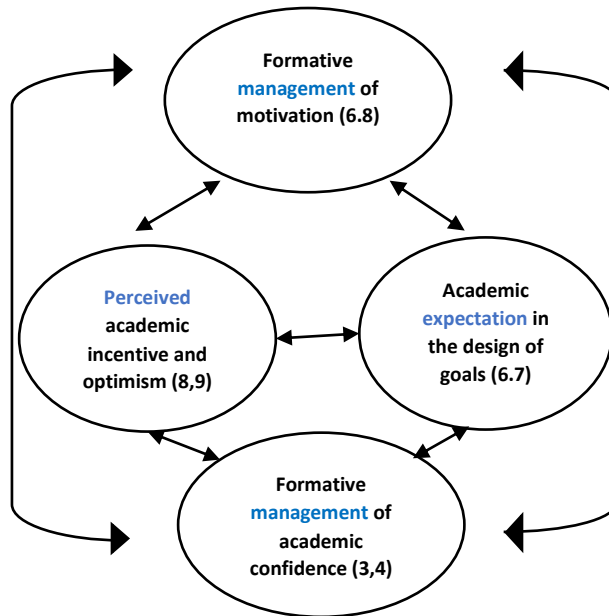 Formative
management of
motivation (6.8)
Perceived
academic
incentive and
optimism (8,9)
Academic
expectation in
the design of
goals (6.7)
Formative
management of
academic
confidence (3,4)